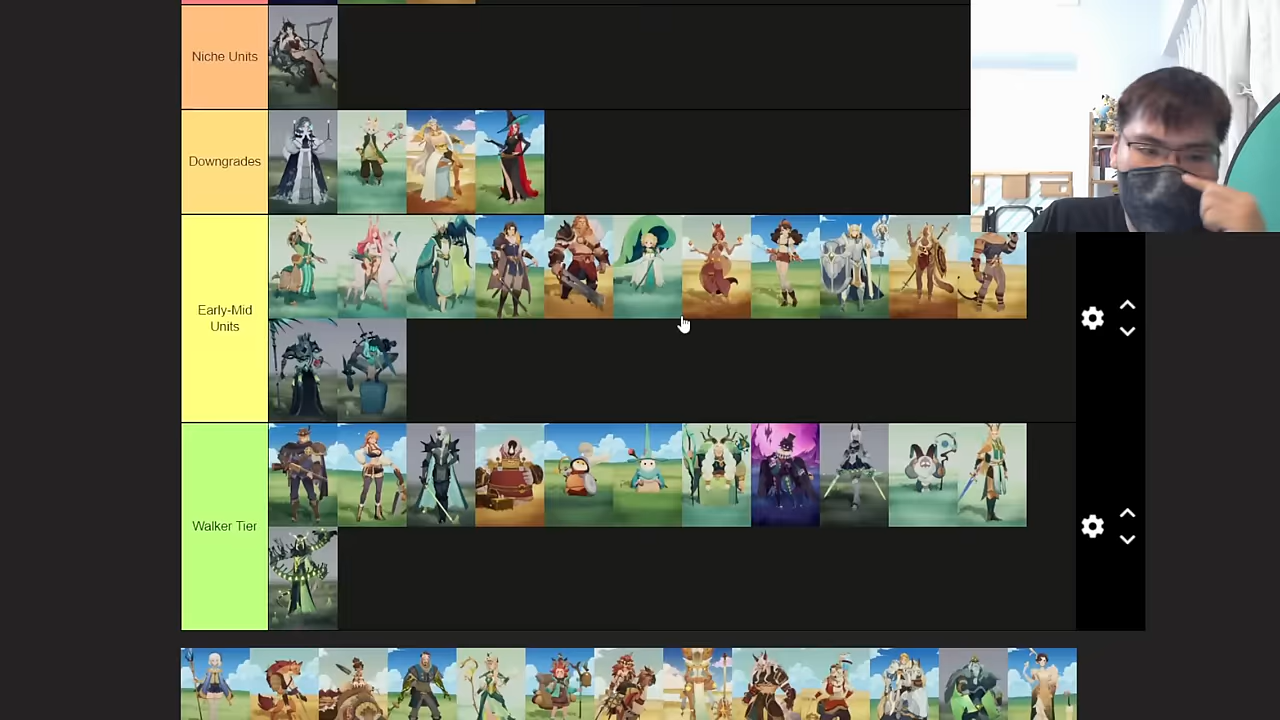 Niche Units
Downgrades
Early-Mid
Units
Walker Tier